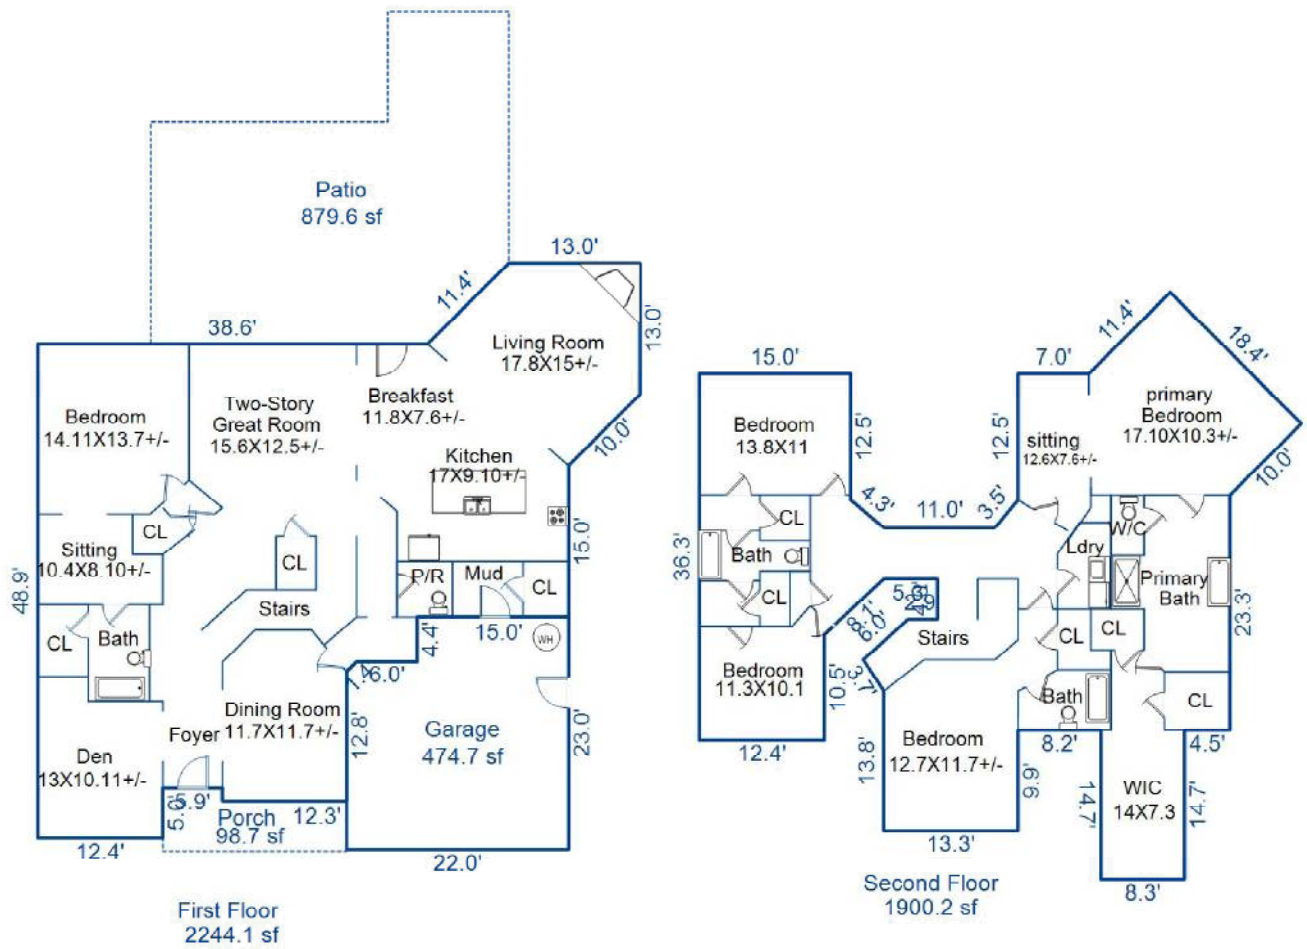 Patio
879.6 sf
13.0'
11.4'
38.6'
13.0'
Living Room
17.8X15+/-
Breakfast
11.8X7.6+/-
Two-Story
Great Room
15.6X12.5+/-
Bedroom
14.11X13.7+/-
10.0'
Kitchen
17X9.10+/-
CL
Sitting
10.4X8.10+/-
CL
15.0'
48.9'
P/R
Mud
CL
Stairs
CL
Bath
4.4'
15.0'
WH
6.0'
Dining Room
11.7X11.7+/-
Foyer
12.8'
Garage
474.7 sf
23.0'
Den
13X10.11+/-
5.0'
5.9'
Porch
98.7 sf
12.3'
12.4'
22.0'
First Floor
2244.1 sf
15.0'
7.0'
11.4'
18.4'
Bedroom
13.8X11
12.5'
12.5'
sitting
12.6X7.6+/-
primary
Bedroom
17.10X10.3+/-
10.0'
4.3'
11.0'
3.5'
CL
W/C
36.3'
Bath
Ldry
Primary
Bath
CL
8.1'
6.0'
23.3'
Stairs
CL
CL
Bedroom
11.3X10.1
10.5'
Bath
CL
12.4'
13.8'
Bedroom
12.7X11.7+/-
9.9'
8.2'
4.5'
14.7'
WIC
14X7.3
14.7'
13.3'
8.3'
Second Floor
1900.2 sf